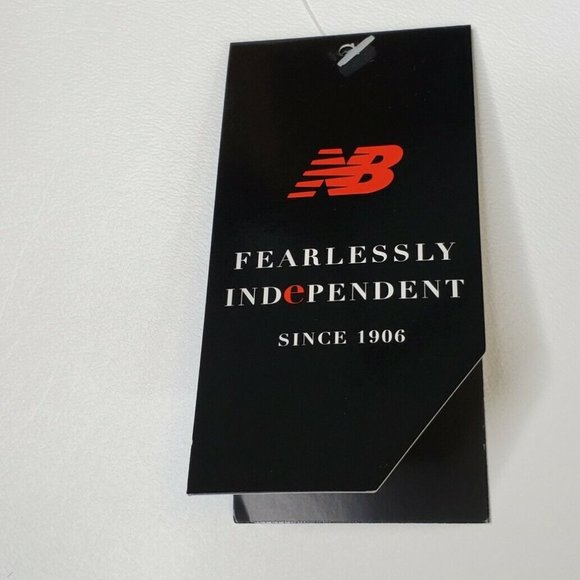 NB
FEARLESSLY
INDePENDENT
SINCE 1906